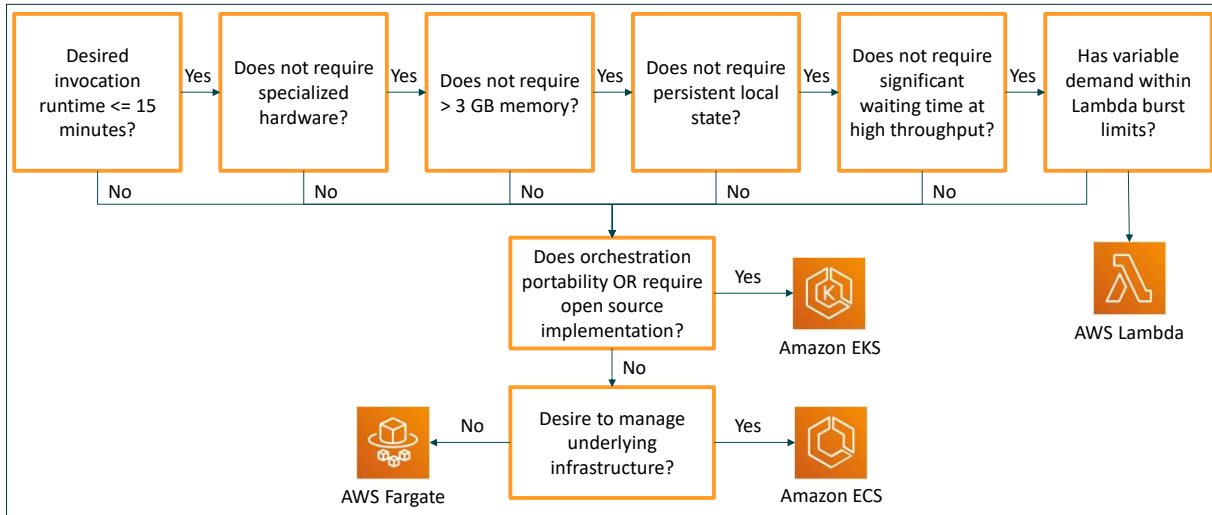 Desired
invocation
runtime <= 15
minutes?
Yes
Does not require
specialized
hardware?
Yes
Does not require
> 3 GB memory?
Yes
Does not require
persistent local
state?
Yes
Does not require
significant
waiting time at
high throughput?
Yes
Has variable
demand within
Lambda burst
limits?
No
No
No
No
No
Does orchestration
portability OR require
open source
implementation?
Yes
K
Amazon EKS
AWS Lambda
No
Desire to manage
underlying
infrastructure?
No
AWS Fargate
Yes
Amazon ECS